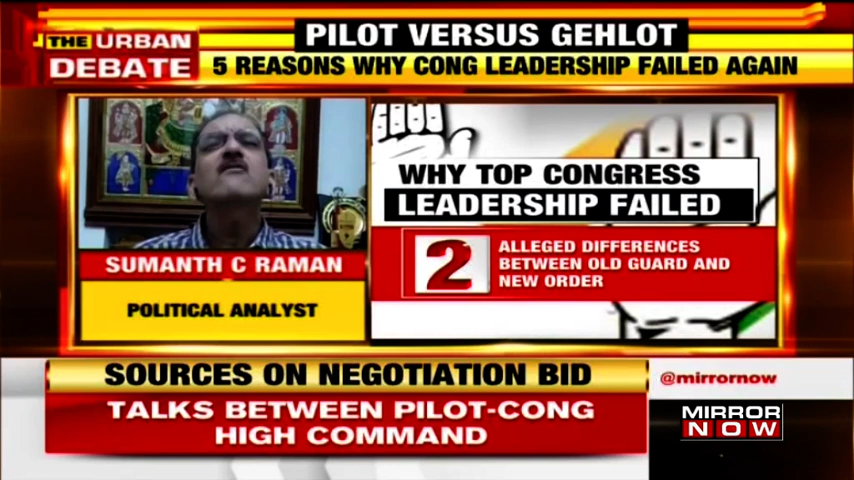 THE URBAN
DEBATE
PILOT VERSUS GEHLOT
5 REASONS WHY CONG LEADERSHIP FAILED AGAIN
SUMANTH C RAMAN
POLITICAL ANALYST
WHY TOP CONGRESS
LEADERSHIP FAILED
2
ALLEGED DIFFERENCES
BETWEEN OLD GUARD AND
NEW ORDER
SOURCES ON NEGOTIATION BID
TALKS BETWEEN PILOT-CONG
HIGH COMMAND
@mirrornow
MIRROR
NOW